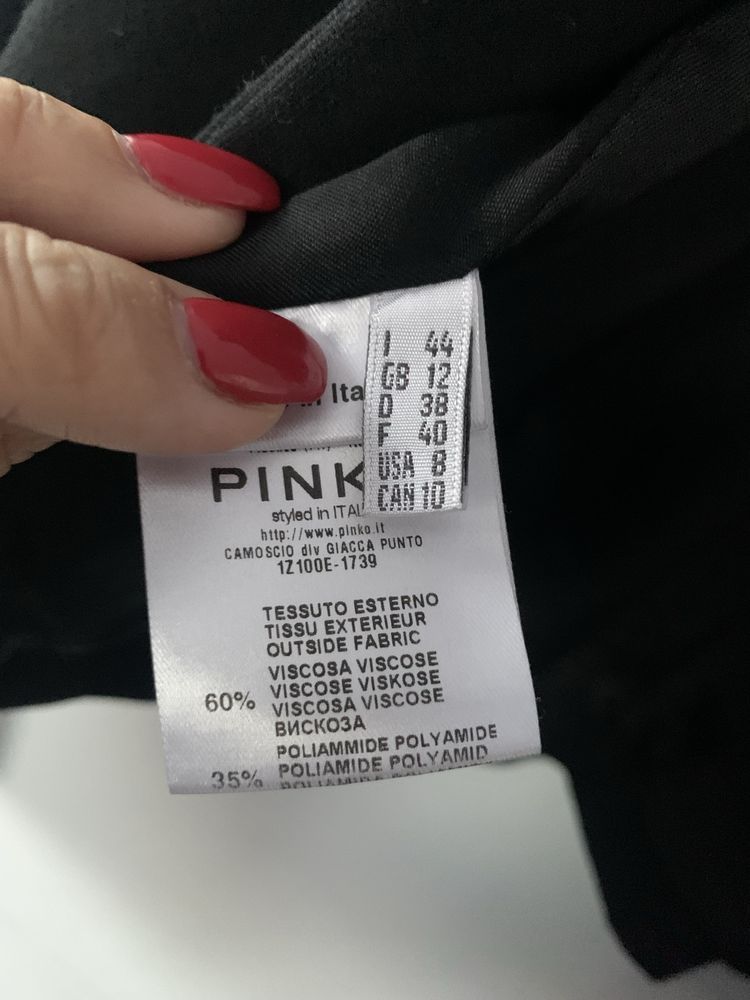 I 44
GB 12
D 38
F 40
USA 8
CAN 10
in Ita
PINK
styled in ITAL
http://www.pinko.it
CAMOSCIO div GIACCA PUNTO
1Z100E-1739
TESSUTO ESTERNO
TISSU EXTERIEUR
OUTSIDE FABRIC
VISCOSA VISCOSE
60% VISCOSE VISKOSE
VISCOSA VISCOSE
ВИСКОЗА
POLIAMMIDE POLYAMIDE
35% POLIAMIDE POLYAMID